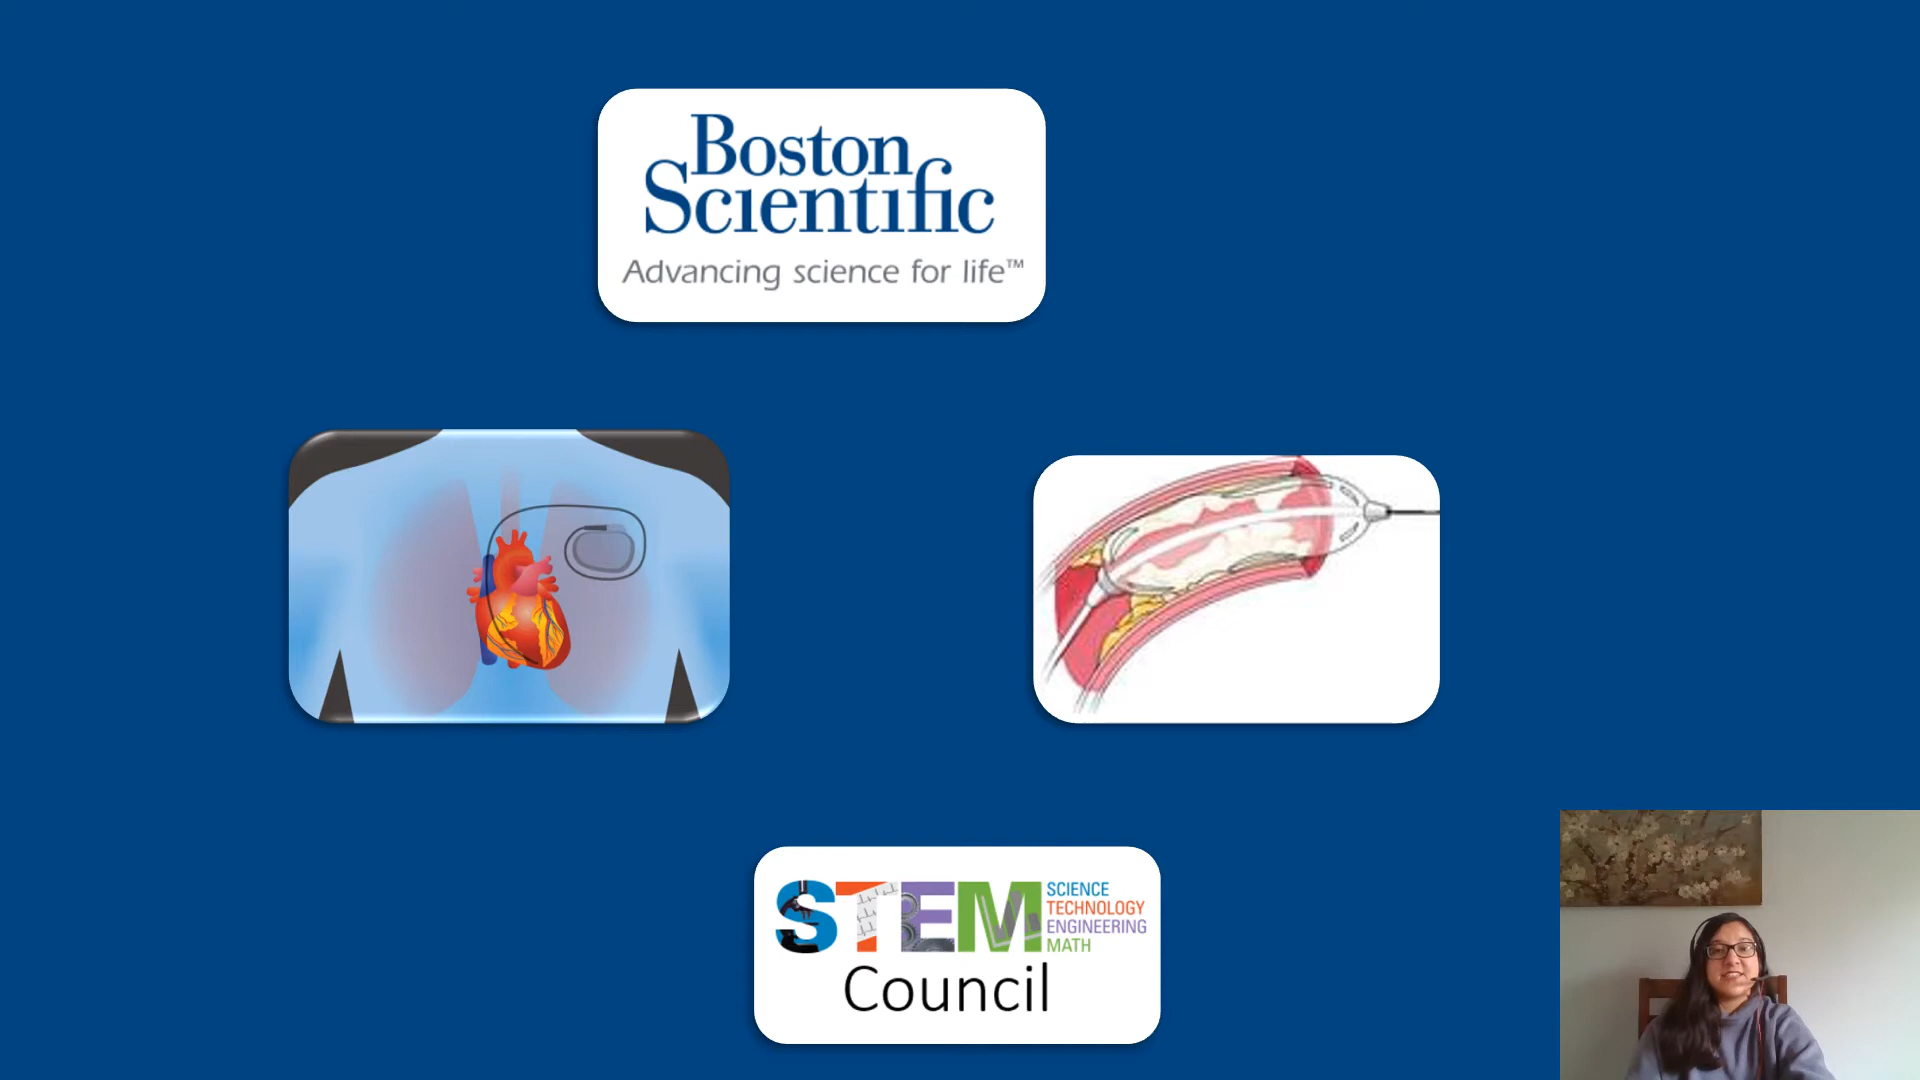 Boston
Scientific
Advancing science for life™
STEM
SCIENCE
TECHNOLOGY
ENGINEERING
MATH
Council